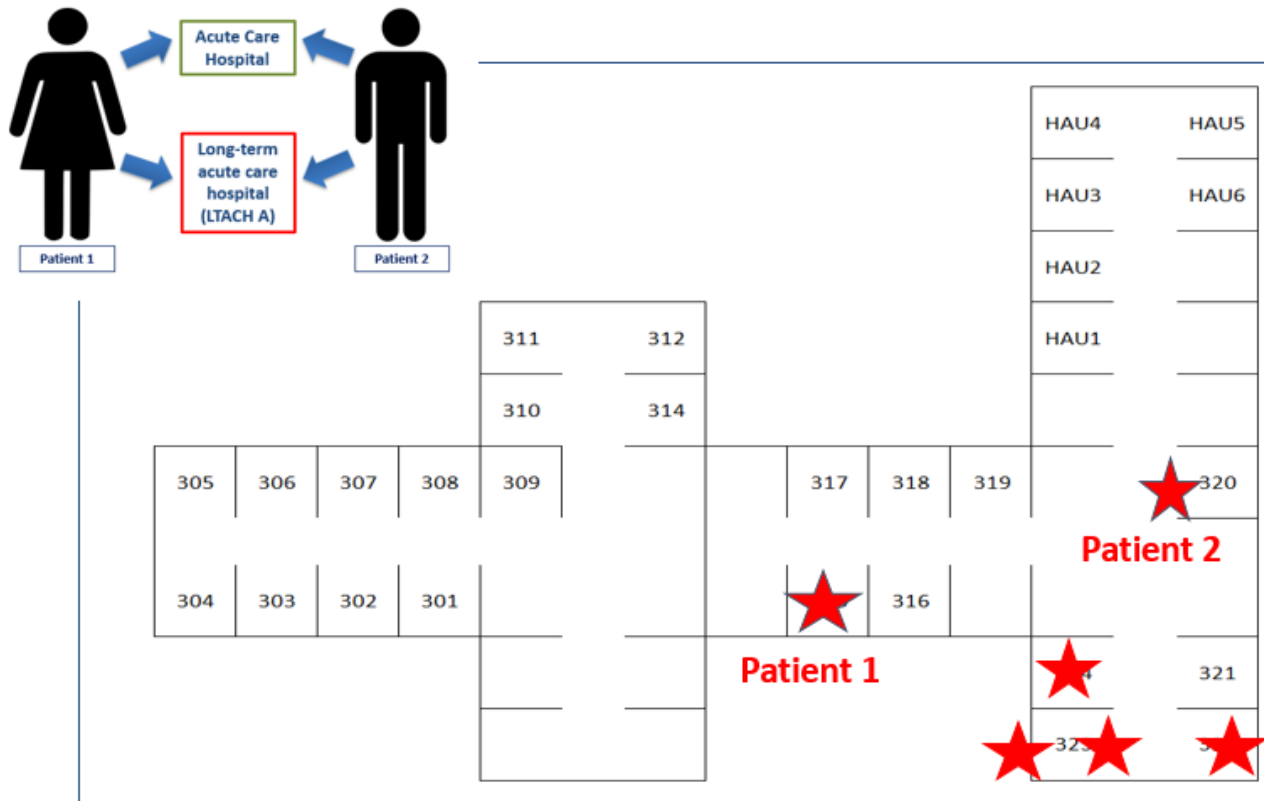 Acute Care
Hospital
Long-term
acute care
hospital
(LTACH A)
Patient 1
Patient 2
HAU4 HAU5
HAU3 HAU6
HAU2
HAU1
311 312
310 314
305 306 307 308 309 317 318 319 320
Patient 2
304 303 302 301 316
Patient 1
321